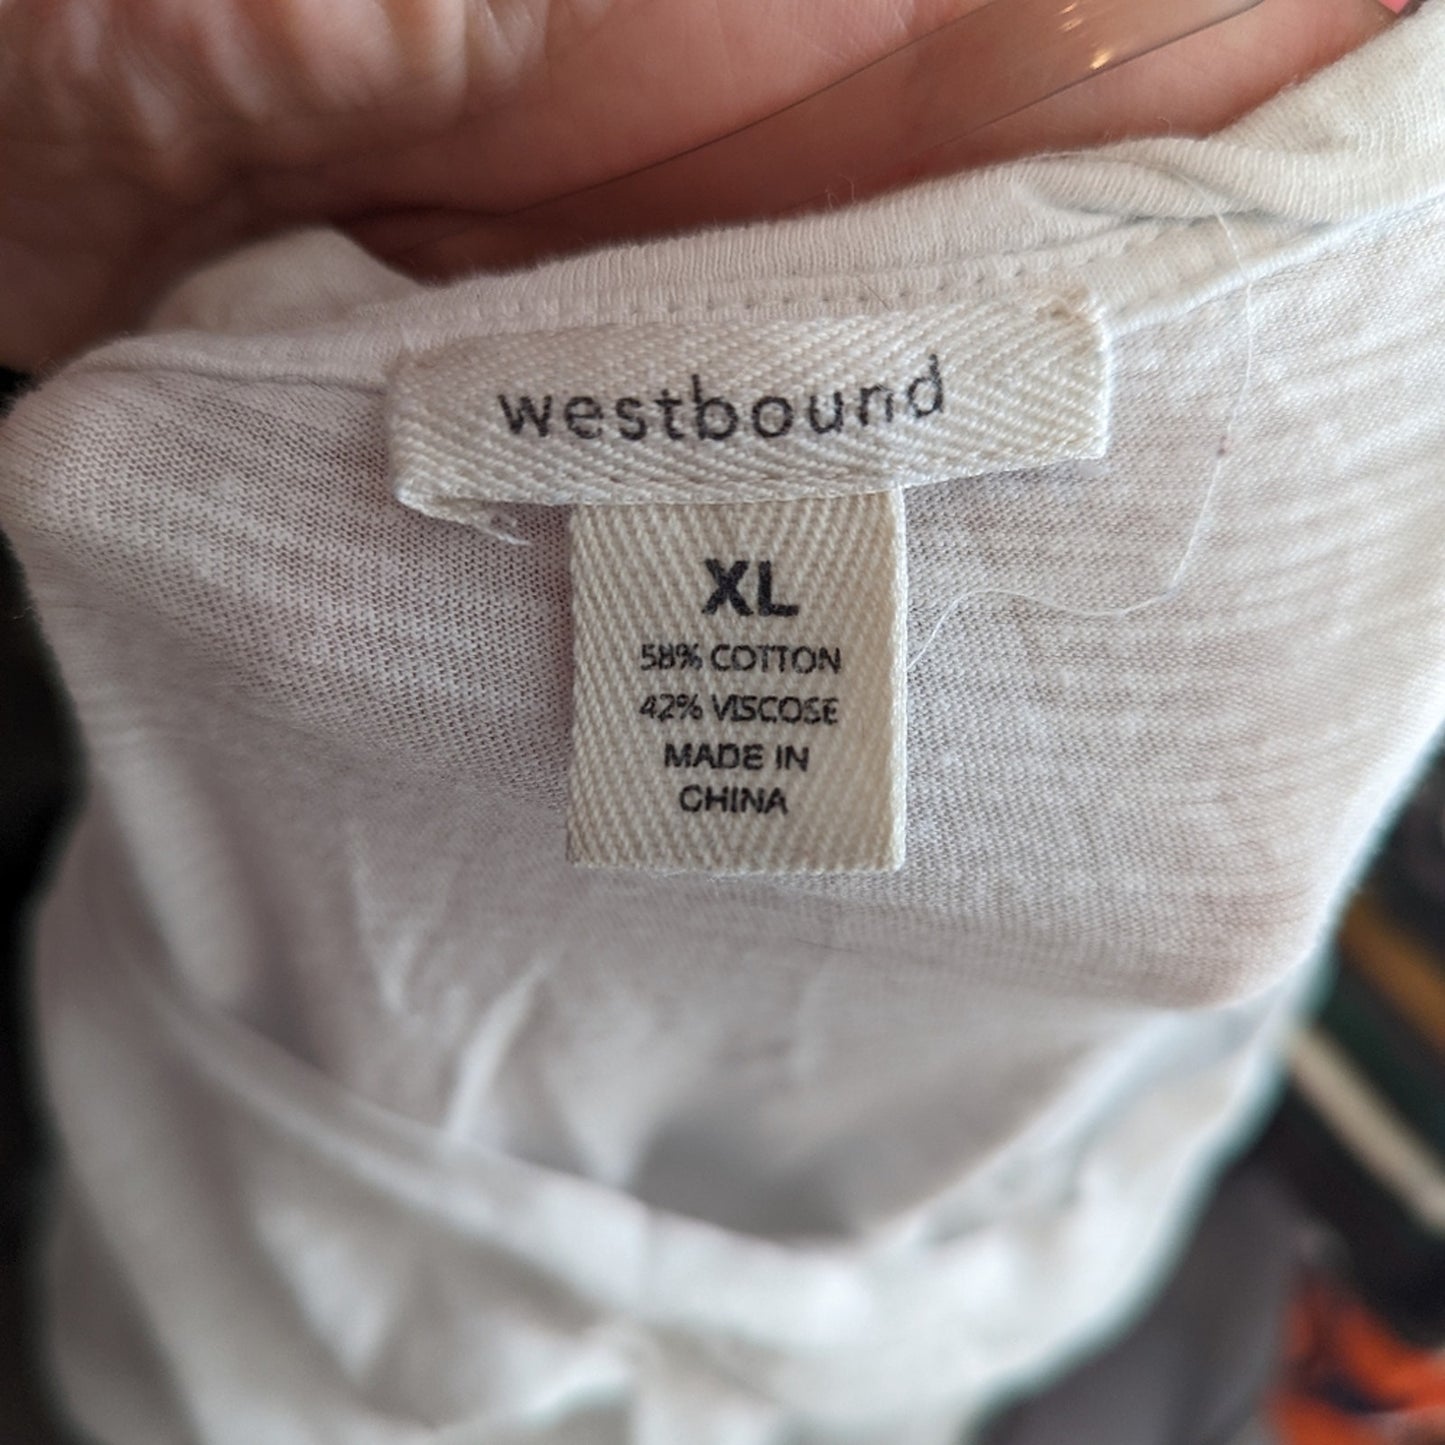 westbound
XL
58% COTTON
42% VISCOSE
MADE IN
CHINA